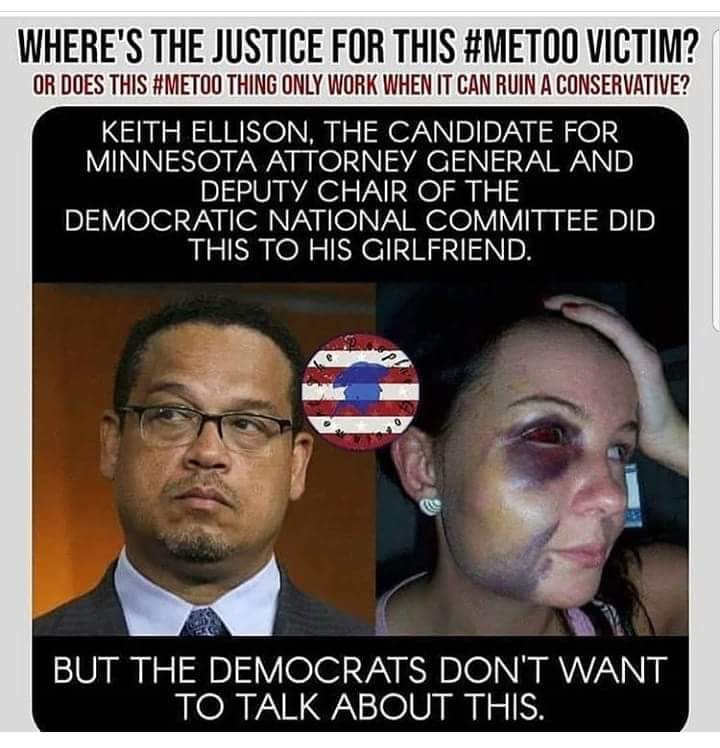 WHERE'S THE JUSTICE FOR THIS #METOO VICTIM?
OR DOES THIS #METOO THING ONLY WORK WHEN IT CAN RUIN A CONSERVATIVE?
KEITH ELLISON, THE CANDIDATE FOR
MINNESOTA ATTORNEY GENERAL AND
DEPUTY CHAIR OF THE
DEMOCRATIC NATIONAL COMMITTEE DID
THIS TO HIS GIRLFRIEND.
BUT THE DEMOCRATS DON'T WANT
TO TALK ABOUT THIS.